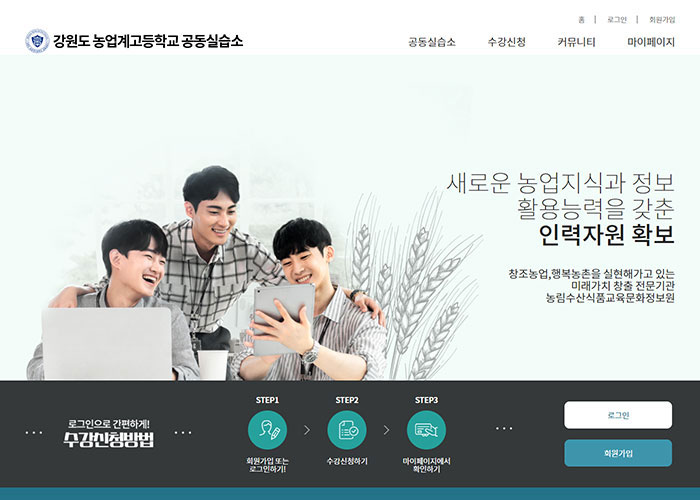 홈 | 로그인 | 회원가입
강원도 농업계고등학교 공동실습소
공동실습소 수강신청 커뮤니티 마이페이지
새로운 농업지식과 정보
활용능력을 갖춘
인력자원 확보
창조농업,행복농촌을 실현해가고 있는
미래가치 창출 전문기관
농림수산식품교육문화정보원
로그인으로 간편하게!
수강신청방법
STEP1
회원가입 또는
로그인하기!
STEP2
수강신청하기
STEP3
마이페이지에서
확인하기
로그인
회원가입